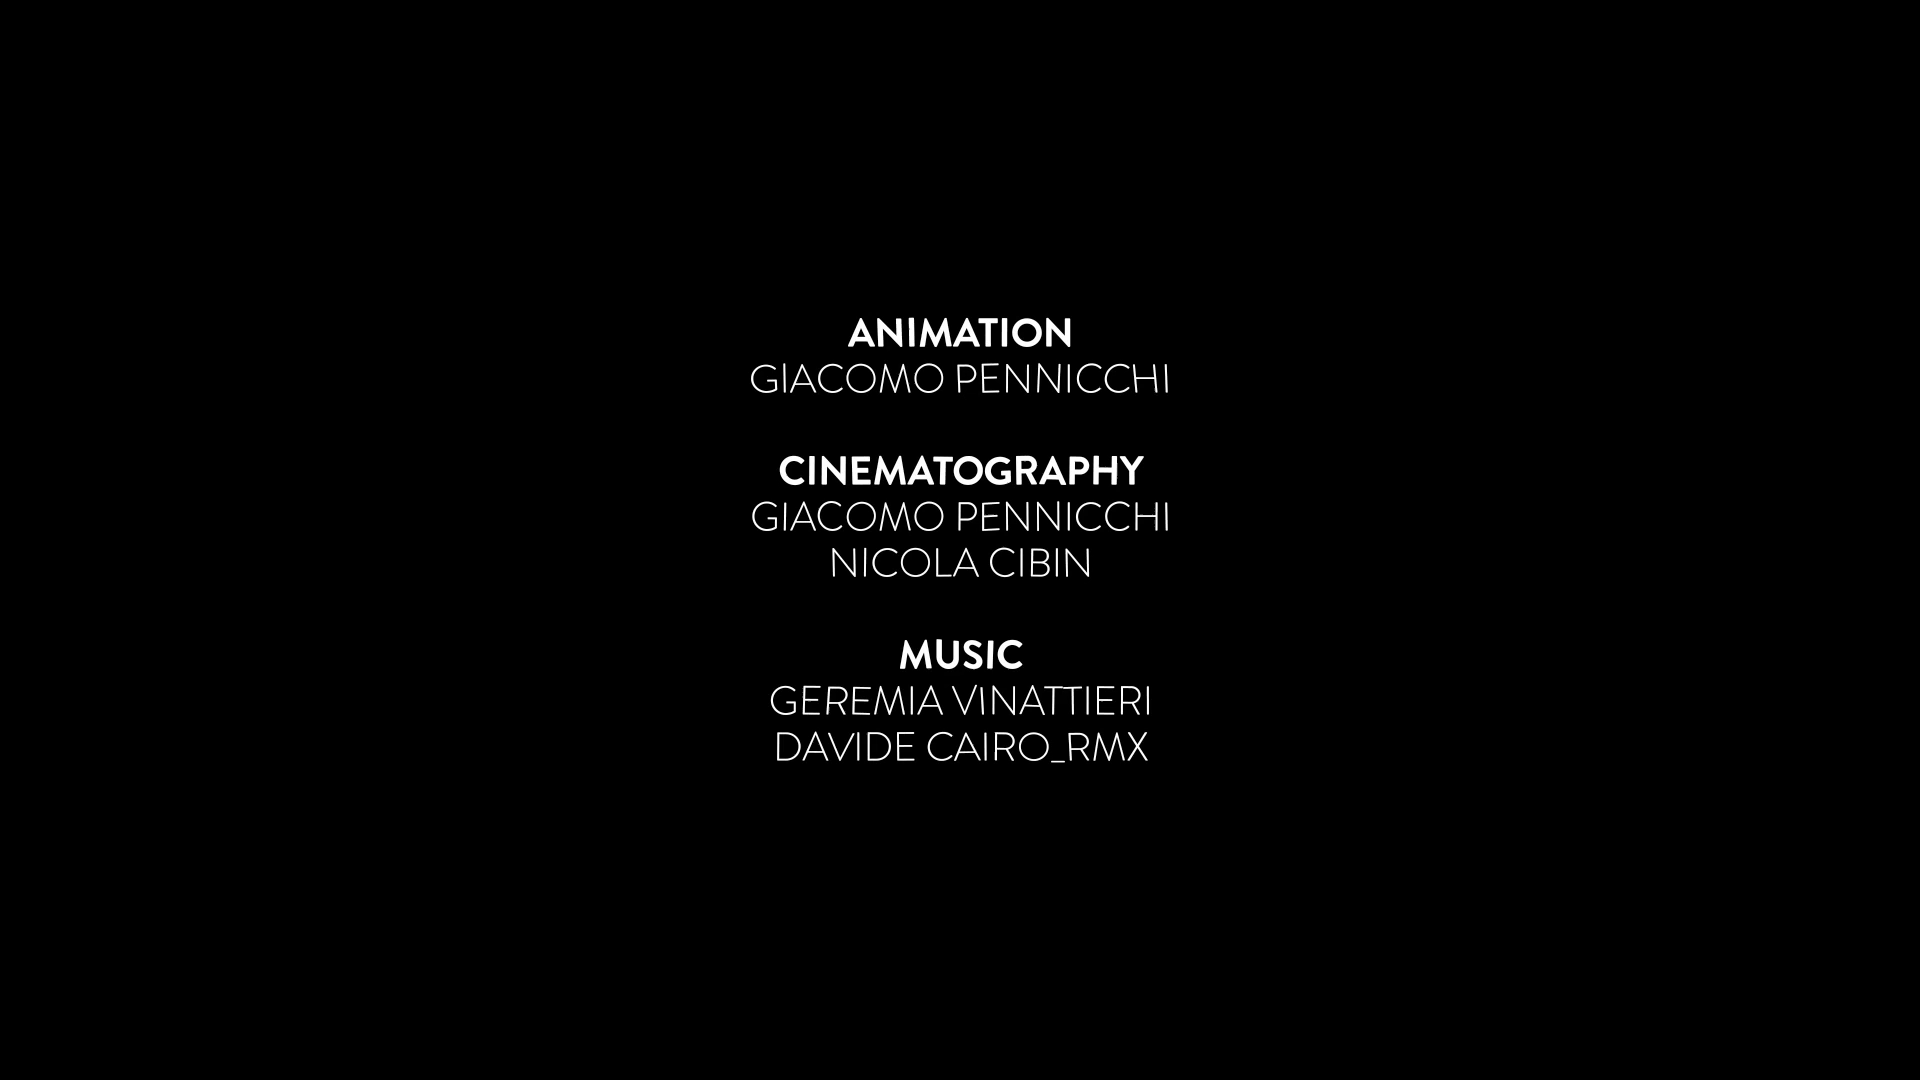 ANIMATION
GIACOMO PENNICCHI
CINEMATOGRAPHY
GIACOMO PENNICCHI
NICOLA CIBIN
MUSIC
GEREMIA VINATTIERI
DAVIDE CAIRO_RMX